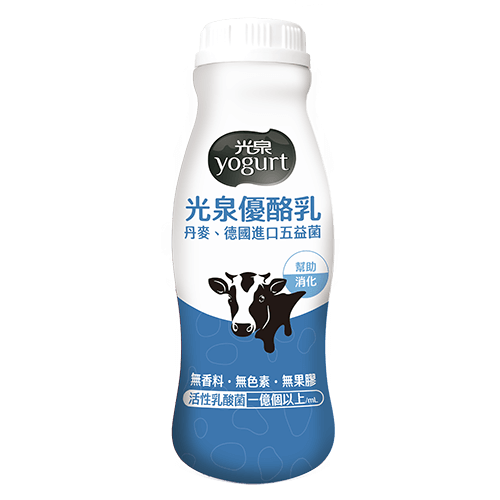 光泉
yogurt
光泉優酪乳
丹麥、德國進口五益菌
幫助
消化
無香料・無色素・無果膠
活性乳酸菌一億個以上/mL